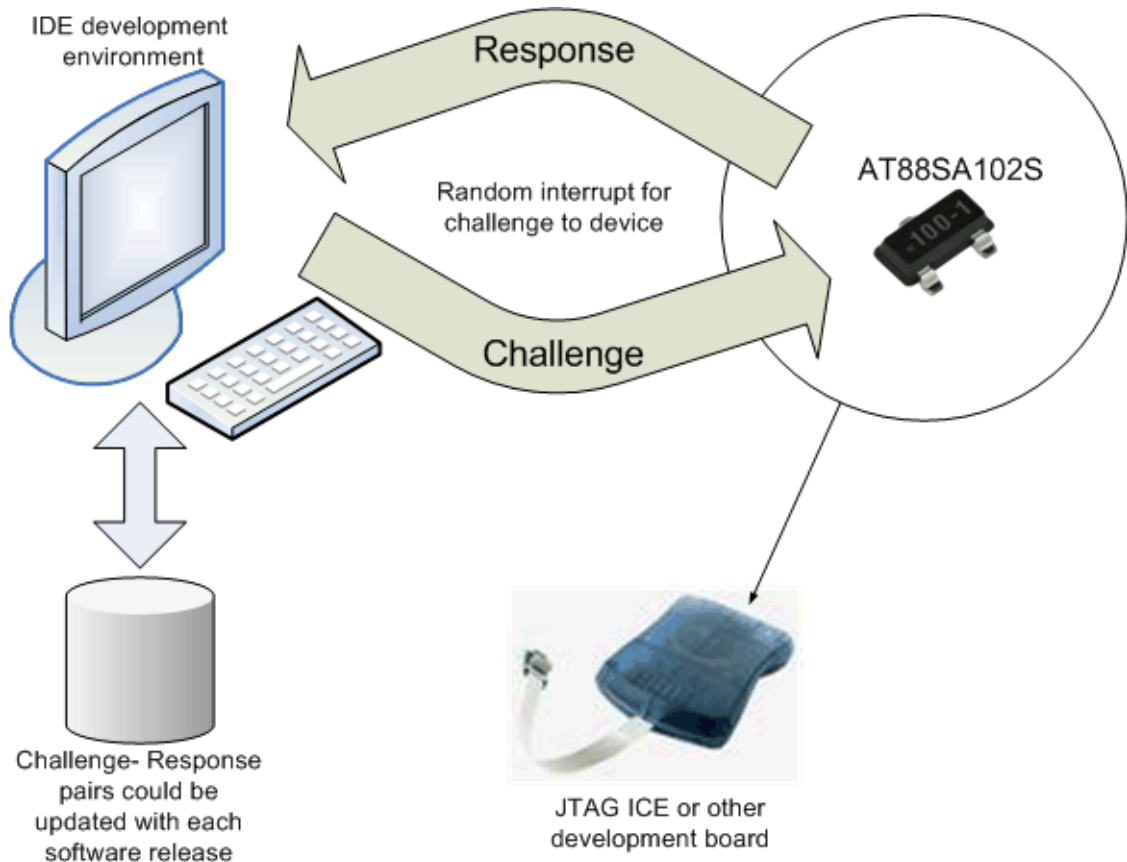 IDE development
environment
Response
Random interrupt for
challenge to device
AT88SA102S
100-1
Challenge
Challenge- Response
pairs could be
updated with each
software release
JTAG ICE or other
development board